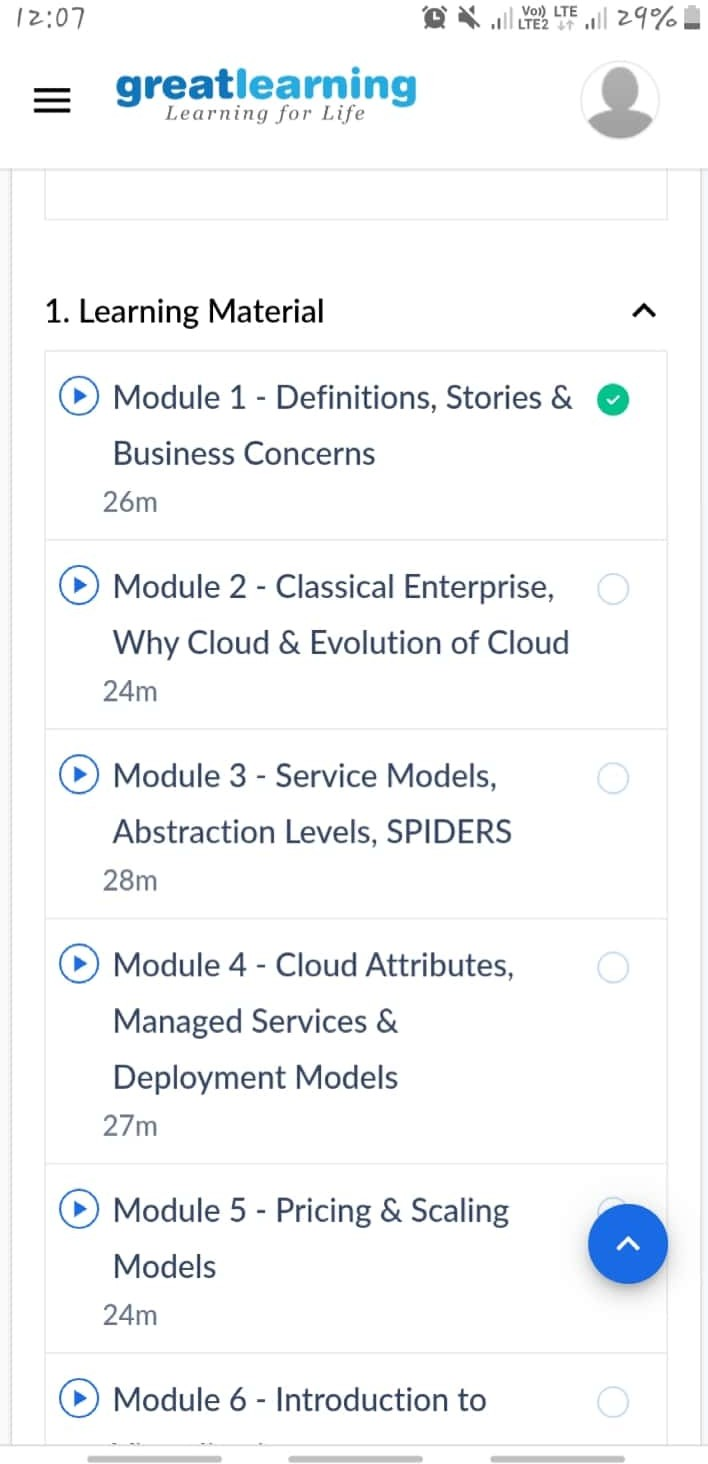 12:07 Vo)) LTE LTE2 29%
greatlearning
Learning for Life
1. Learning Material
Module 1 - Definitions, Stories &
Business Concerns
26m
Module 2 - Classical Enterprise,
Why Cloud & Evolution of Cloud
24m
Module 3 - Service Models,
Abstraction Levels, SPIDERS
28m
Module 4 - Cloud Attributes,
Managed Services &
Deployment Models
27m
Module 5 - Pricing & Scaling
Models
24m
Module 6 - Introduction to